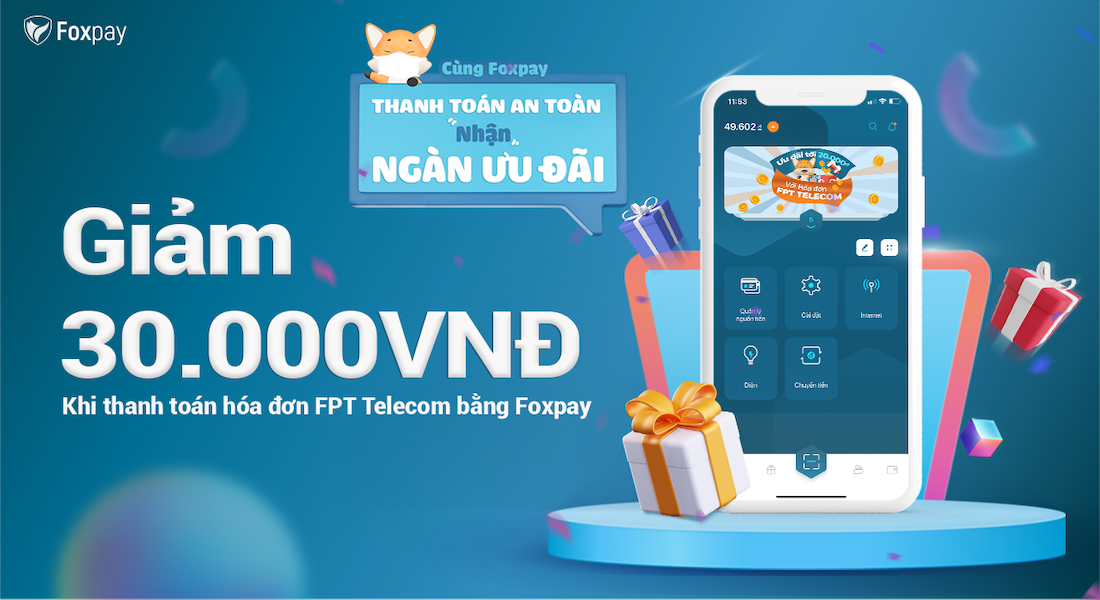 Foxpay
Cùng Foxpay
THANH TOÁN AN TOÀN
"Nhận"
NGÀN ƯU ĐÃI
Giảm
30.000VNĐ
Khi thanh toán hóa đơn FPT Telecom bằng Foxpay
11:53
49.602 đ
Ưu đãi tới 20.000đ
Với Hóa đơn
FPT TELECOM
Quản lý
nguồn tiền
Cài đặt
Internet
Điện
Chuyển tiền